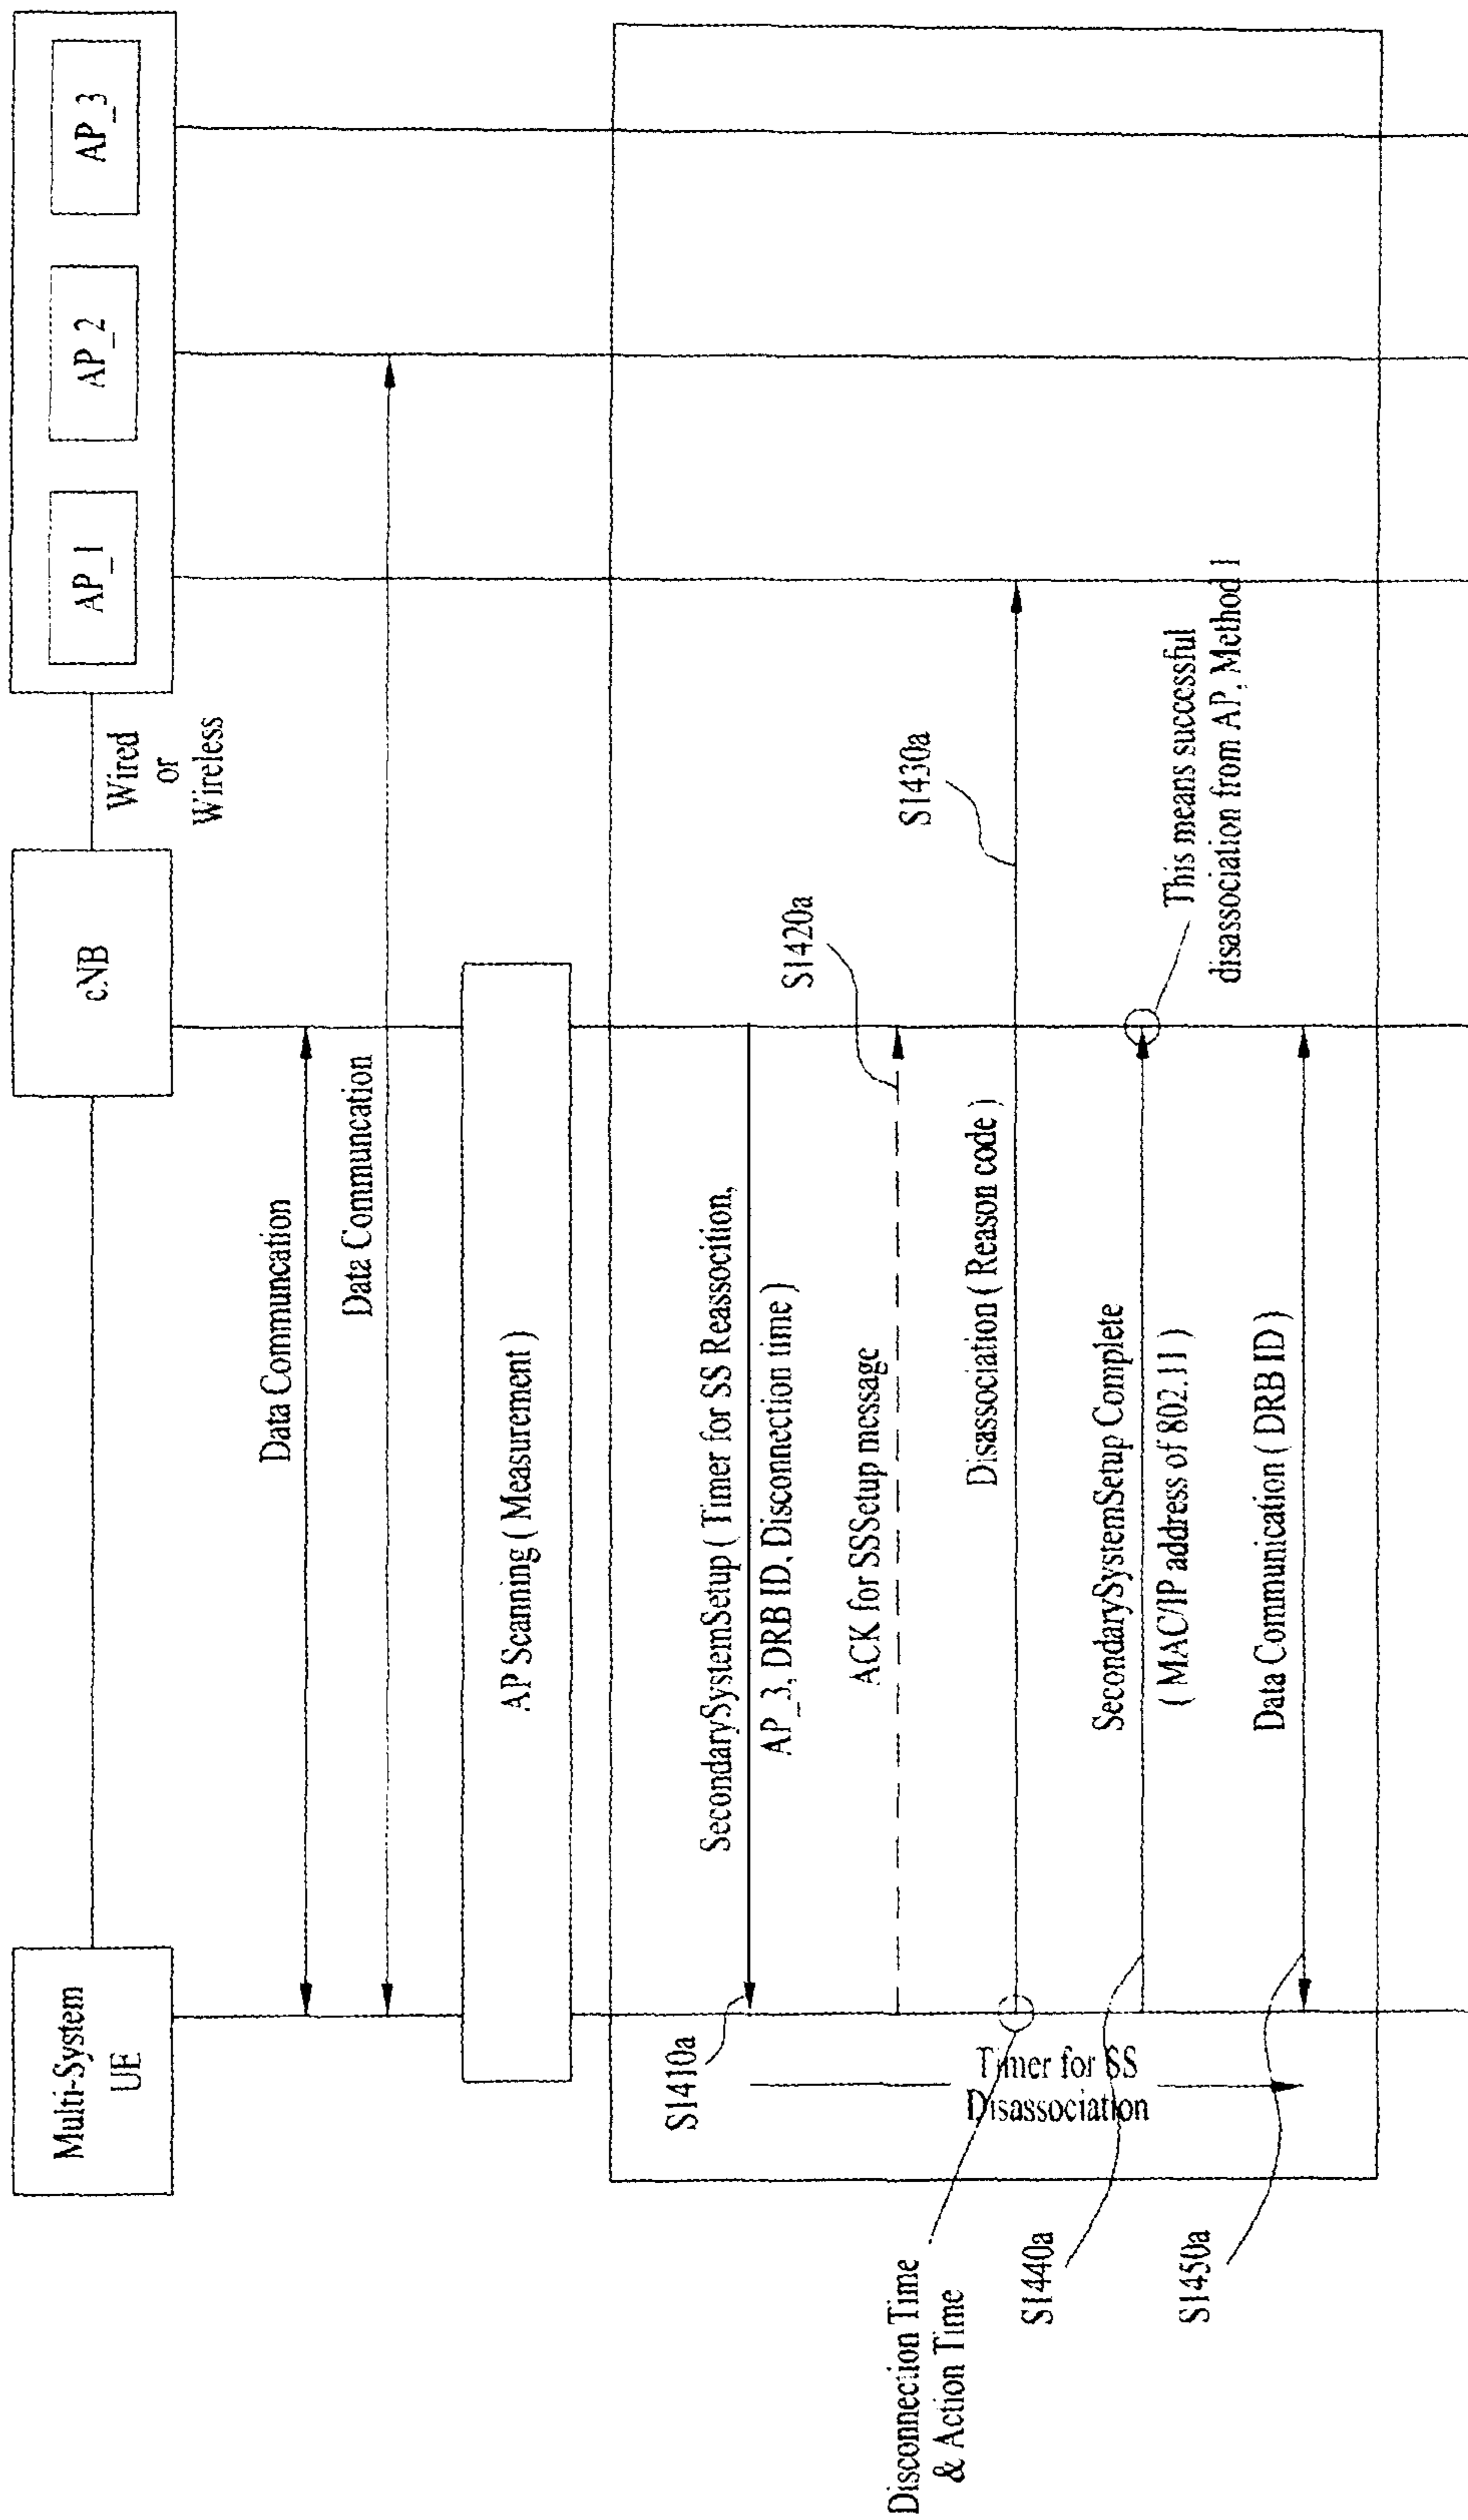 Multi-System
UE
eNB
Wired
or
Wireless
AP_1
AP_2
AP_3
Data Communcation
Data Communcation
AP Scanning ( Measurement )
S1410a
SecondarySystemSetup ( Timer for SS Reassocition,
AP_3, DRB ID, Disconnection time )
ACK for SSSetup message
S1420a
Disconnection Time
& Action Time
Timer for SS
Disassociation
Disassociation ( Reason code )
S1430a
S1440a
SecondarySystemSetup Complete
( MAC/IP address of 802.11 )
This means successful
disassociation from AP, Method 1
S1450a
Data Communication ( DRB ID )